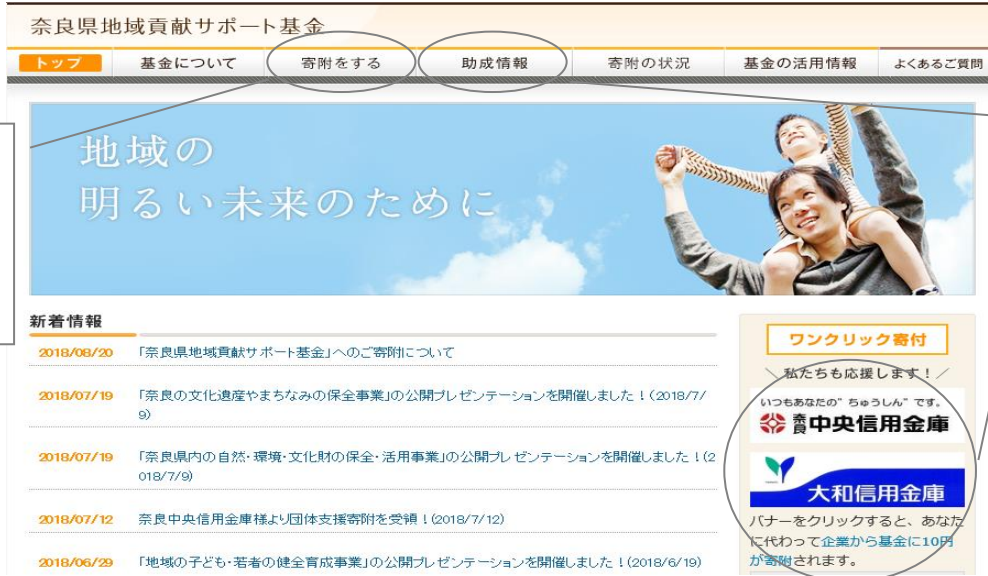 奈良県地域貢献サポート基金
トップ 基金について 寄附をする 助成情報 寄附の状況 基金の活用情報 よくあるご質問
地域の
明るい未来のために
新着情報
2018/08/20 「奈良県地域貢献サポート基金」へのご寄附について
2018/07/19 「奈良の文化遺産やまちなみの保全事業」の公開プレゼンテーションを開催しました！(2018/7/
9)
2018/07/19 「奈良県内の自然・環境・文化財の保全・活用事業」の公開プレゼンテーションを開催しました！(2
018/7/9)
2018/07/12 奈良中央信用金庫様より団体支援寄附を受領！(2018/7/12)
2018/06/29 「地域の子ども・若者の健全育成事業」の公開プレゼンテーションを開催しました！(2018/6/19)
ワンクリック寄付
＼私たちも応援します！／
いつもあなたの"ちゅうしん"です。
奈良中央信用金庫
大和信用金庫
バナーをクリックすると、あなた
に代わって企業から基金に10円
が寄附されます。